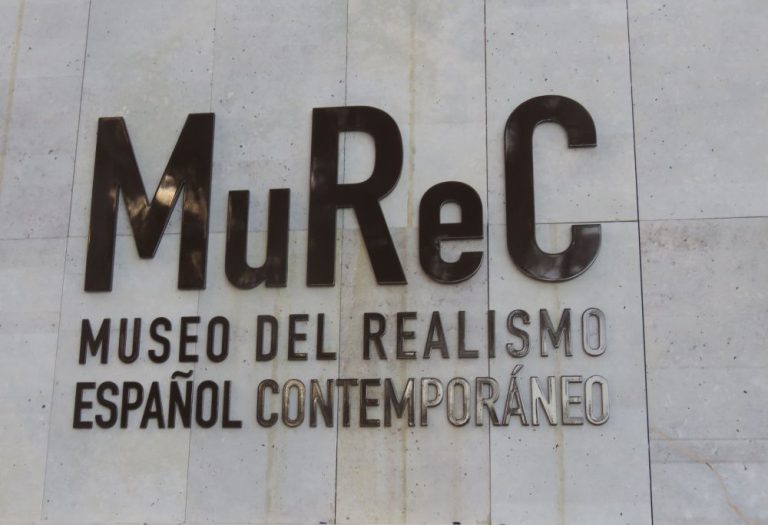 MuReC
MUSEO DEL REALISMO
ESPAÑOL CONTEMPORÁNEO